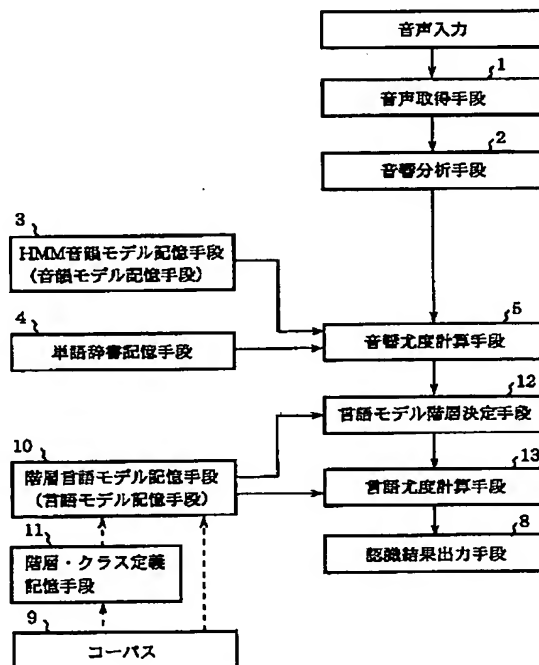 音声入力
1
音声取得手段
2
音響分析手段
3
HMM音韻モデル記憶手段
(音韻モデル記憶手段)
4
単語辞書記憶手段
5
音響尤度計算手段
12
言語モデル階層決定手段
10
階層言語モデル記憶手段
(言語モデル記憶手段)
13
言語尤度計算手段
11
階層・クラス定義
記憶手段
8
認識結果出力手段
9
コーパス